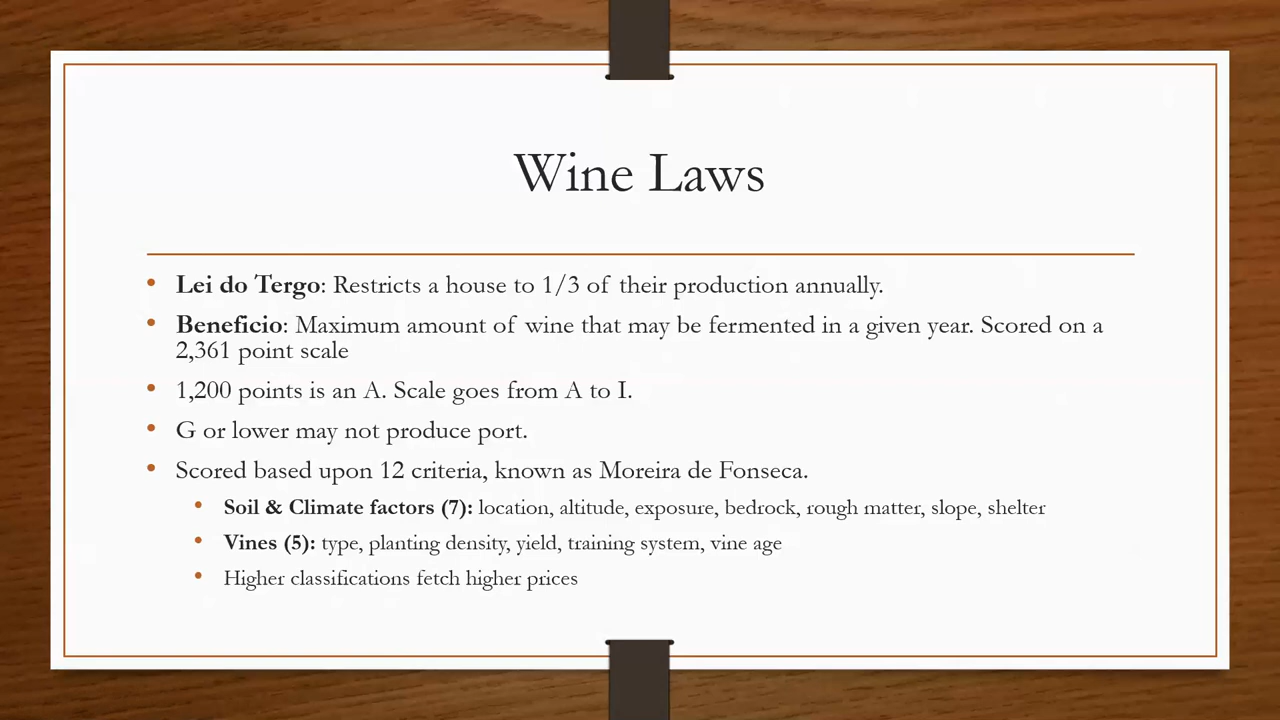 Wine Laws
• Lei do Tergo: Restricts a house to 1/3 of their production annually.
• Beneficio: Maximum amount of wine that may be fermented in a given year. Scored on a
2,361 point scale
• 1,200 points is an A. Scale goes from A to I.
• G or lower may not produce port.
• Scored based upon 12 criteria, known as Moreira de Fonseca.
• Soil & Climate factors (7): location, altitude, exposure, bedrock, rough matter, slope, shelter
• Vines (5): type, planting density, yield, training system, vine age
• Higher classifications fetch higher prices